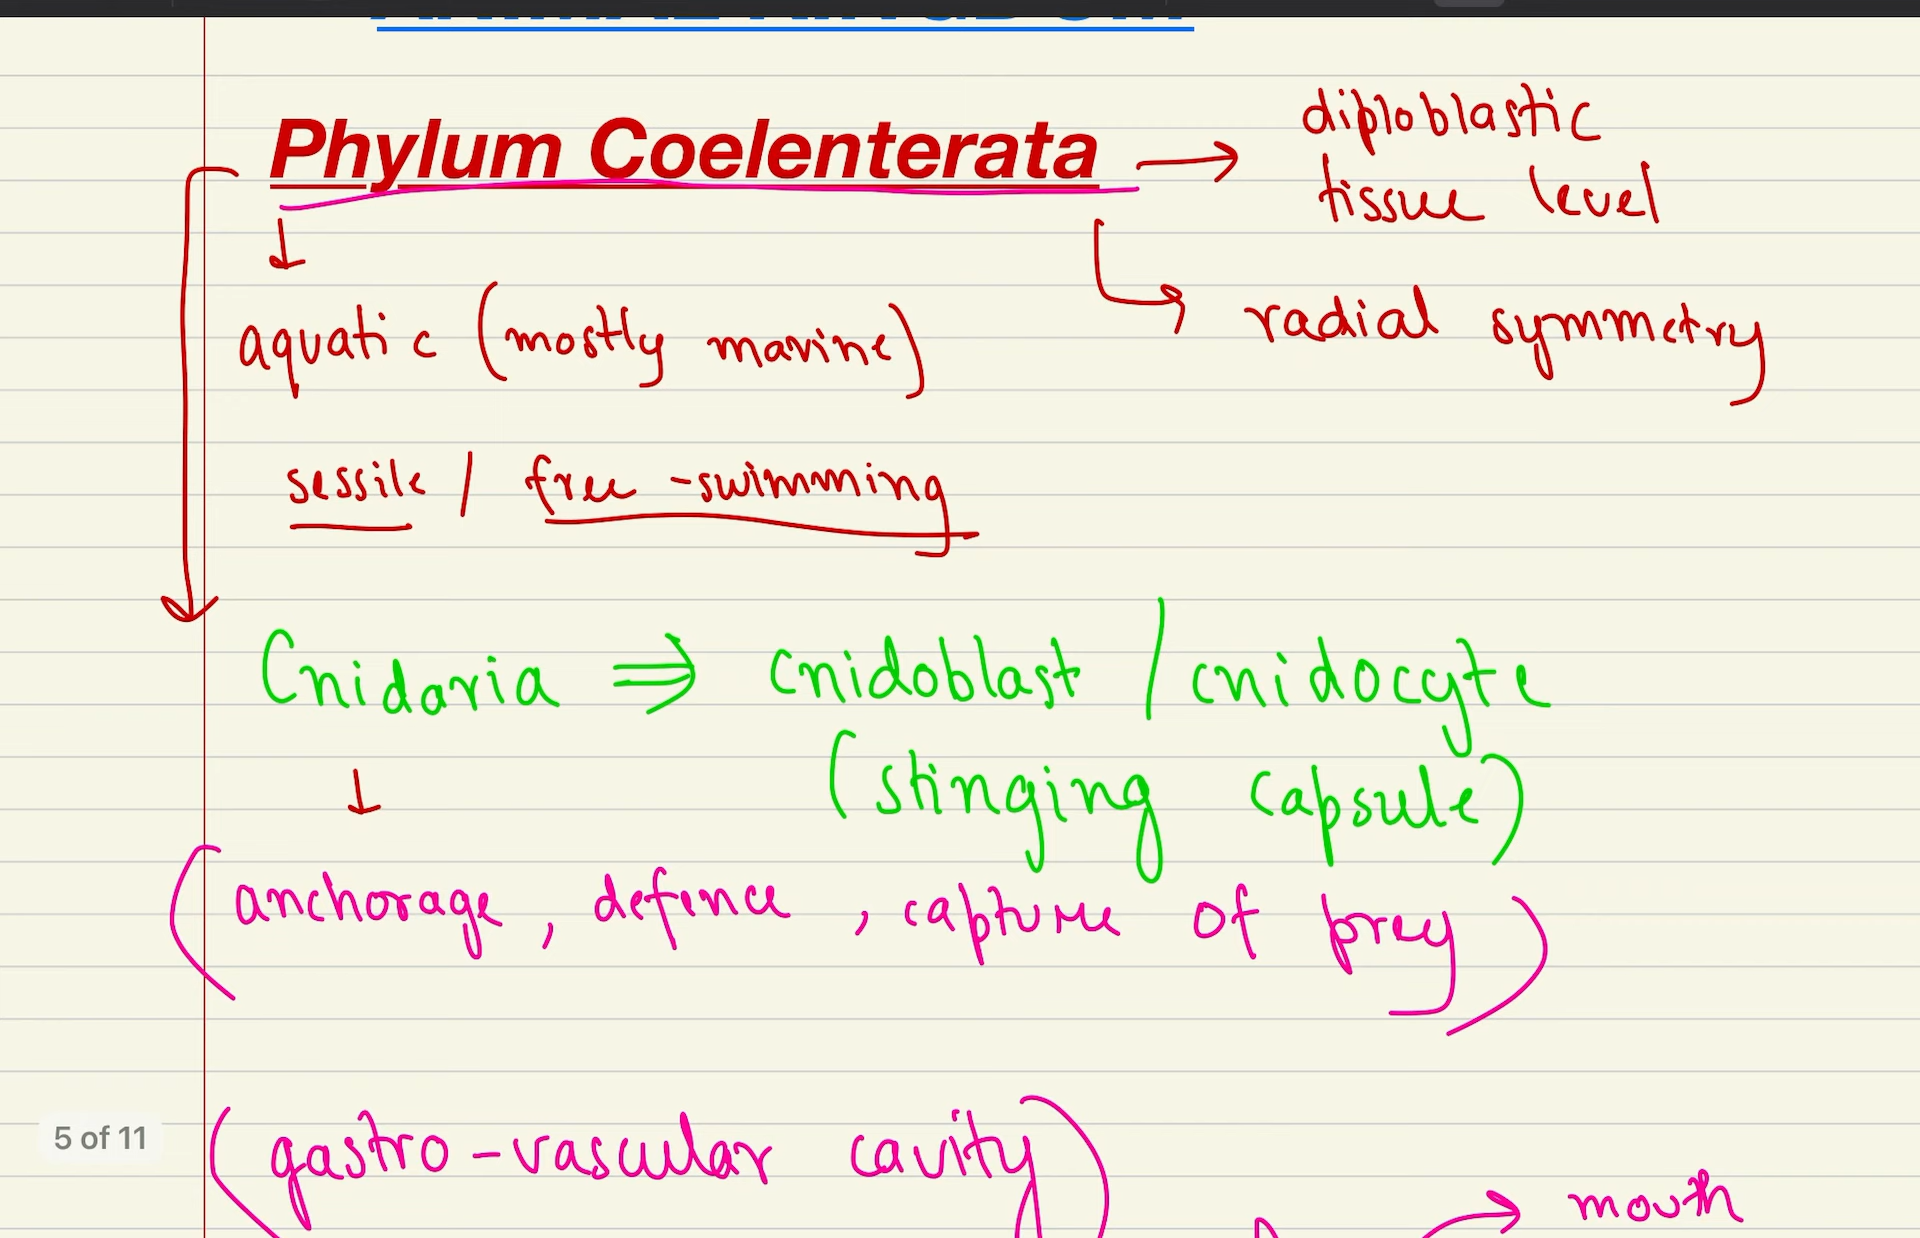 Phylum Coelenterata → diploblastic
tissue level
↓
aquatic (mostly marine)
→ radial symmetry
sessile / free-swimming
Cnidaria ⇒ cnidoblast / cnidocyte
(stinging capsule)
↓
(anchorage, defence, capture of prey)
5 of 11
(gastro-vascular cavity)
→ mouth